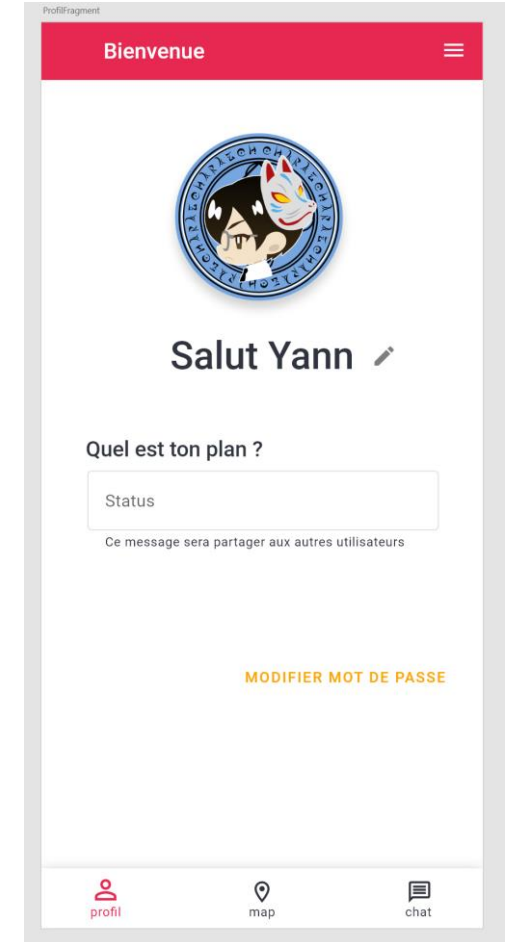 ProfilFragment
Bienvenue
Salut Yann
Quel est ton plan ?
Status
Ce message sera partager aux autres utilisateurs
MODIFIER MOT DE PASSE
profil
map
chat